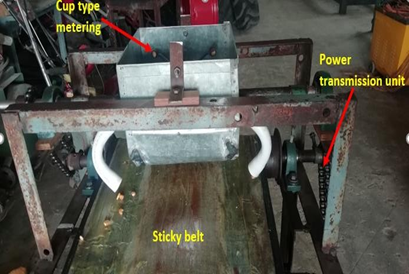 Cup type
metering
Power
transmission unit
Sticky belt